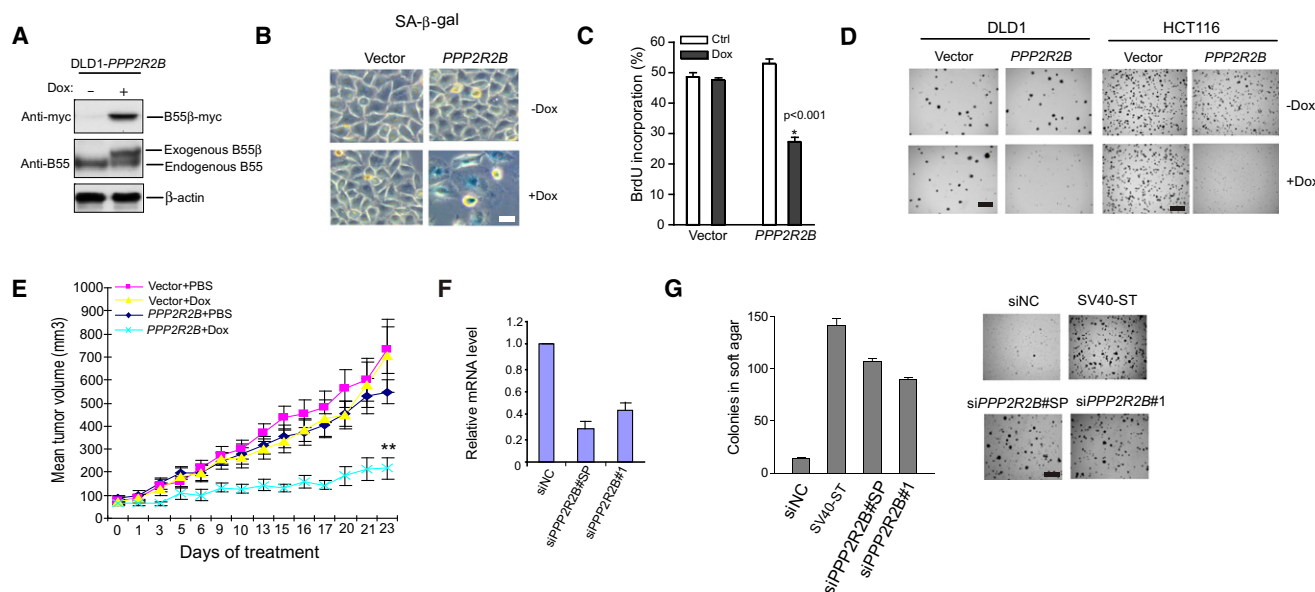 A
DLD1-PPP2R2B
Dox: – +
Anti-myc B55β-myc
Anti-B55 Exogenous B55β
Endogenous B55
β-actin
B
SA-β-gal
Vector PPP2R2B
-Dox
+Dox
C
Ctrl
Dox
BrdU incorporation (%)
60
50
40
30
20
10
0
p<0.001
*
Vector PPP2R2B
D
DLD1 HCT116
Vector PPP2R2B Vector PPP2R2B
-Dox
+Dox
E
Vector+PBS
Vector+Dox
PPP2R2B+PBS
PPP2R2B+Dox
Mean tumor volume (mm3)
1000
900
800
700
600
500
400
300
200
100
0
**
0 1 3 5 6 9 10 13 15 16 17 20 21 23
Days of treatment
F
Relative mRNA level
1.2
1.0
0.8
0.6
0.4
0.2
0
siNC
siPPP2R2B#SP
siPPP2R2B#1
G
Colonies in soft agar
150
100
50
0
siNC
SV40-ST
siPPP2R2B#SP
siPPP2R2B#1
siNC SV40-ST
siPPP2R2B#SP siPPP2R2B#1